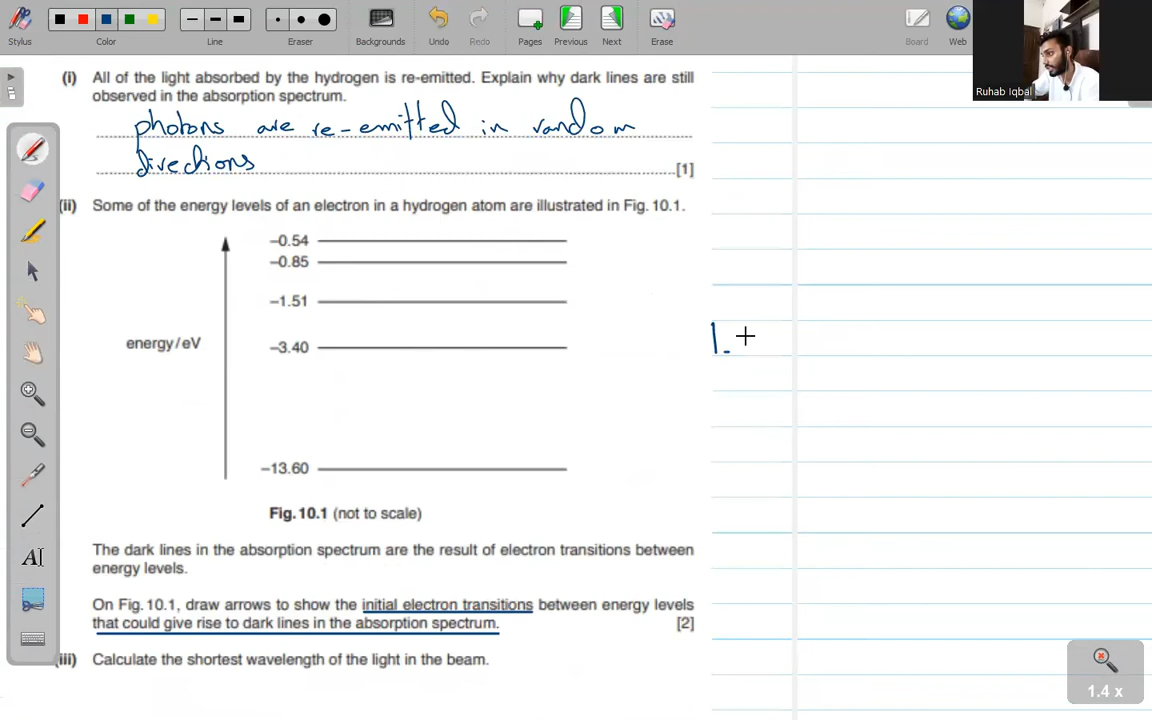 Stylus
Color
Line
Eraser
Backgrounds
Undo
Redo
Pages
Previous
Next
Erase
Board
Web
Ruhab Iqbal
(i) All of the light absorbed by the hydrogen is re-emitted. Explain why dark lines are still
observed in the absorption spectrum.
photons are re-emitted in random
directions
[1]
(ii) Some of the energy levels of an electron in a hydrogen atom are illustrated in Fig. 10.1.
–0.54
–0.85
–1.51
energy / eV
–3.40
1.
–13.60
Fig. 10.1 (not to scale)
The dark lines in the absorption spectrum are the result of electron transitions between
energy levels.
On Fig. 10.1, draw arrows to show the initial electron transitions between energy levels
that could give rise to dark lines in the absorption spectrum. [2]
(iii) Calculate the shortest wavelength of the light in the beam.
AI
1.4 x